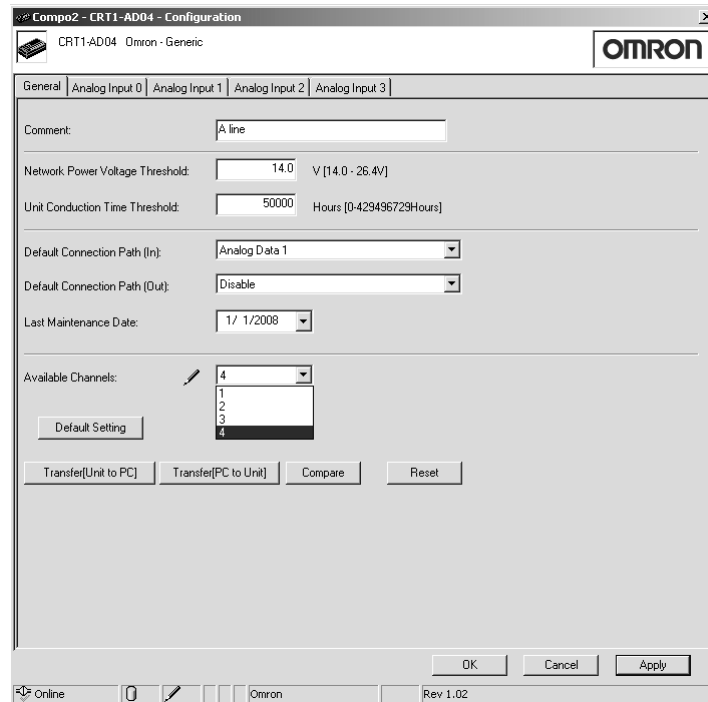 Compo2 - CRT1-AD04 - Configuration
CRT1-AD04 Omron - Generic
OMRON
General Analog Input 0 Analog Input 1 Analog Input 2 Analog Input 3
Comment: A line
Network Power Voltage Threshold: 14.0 V [14.0 - 26.4V]
Unit Conduction Time Threshold: 50000 Hours [0-429496729Hours]
Default Connection Path (In): Analog Data 1
Default Connection Path (Out): Disable
Last Maintenance Date: 1/ 1/2008
Available Channels: 4
1
2
3
4
Default Setting
Transfer[Unit to PC] Transfer[PC to Unit] Compare Reset
OK Cancel Apply
Online Omron Rev 1.02